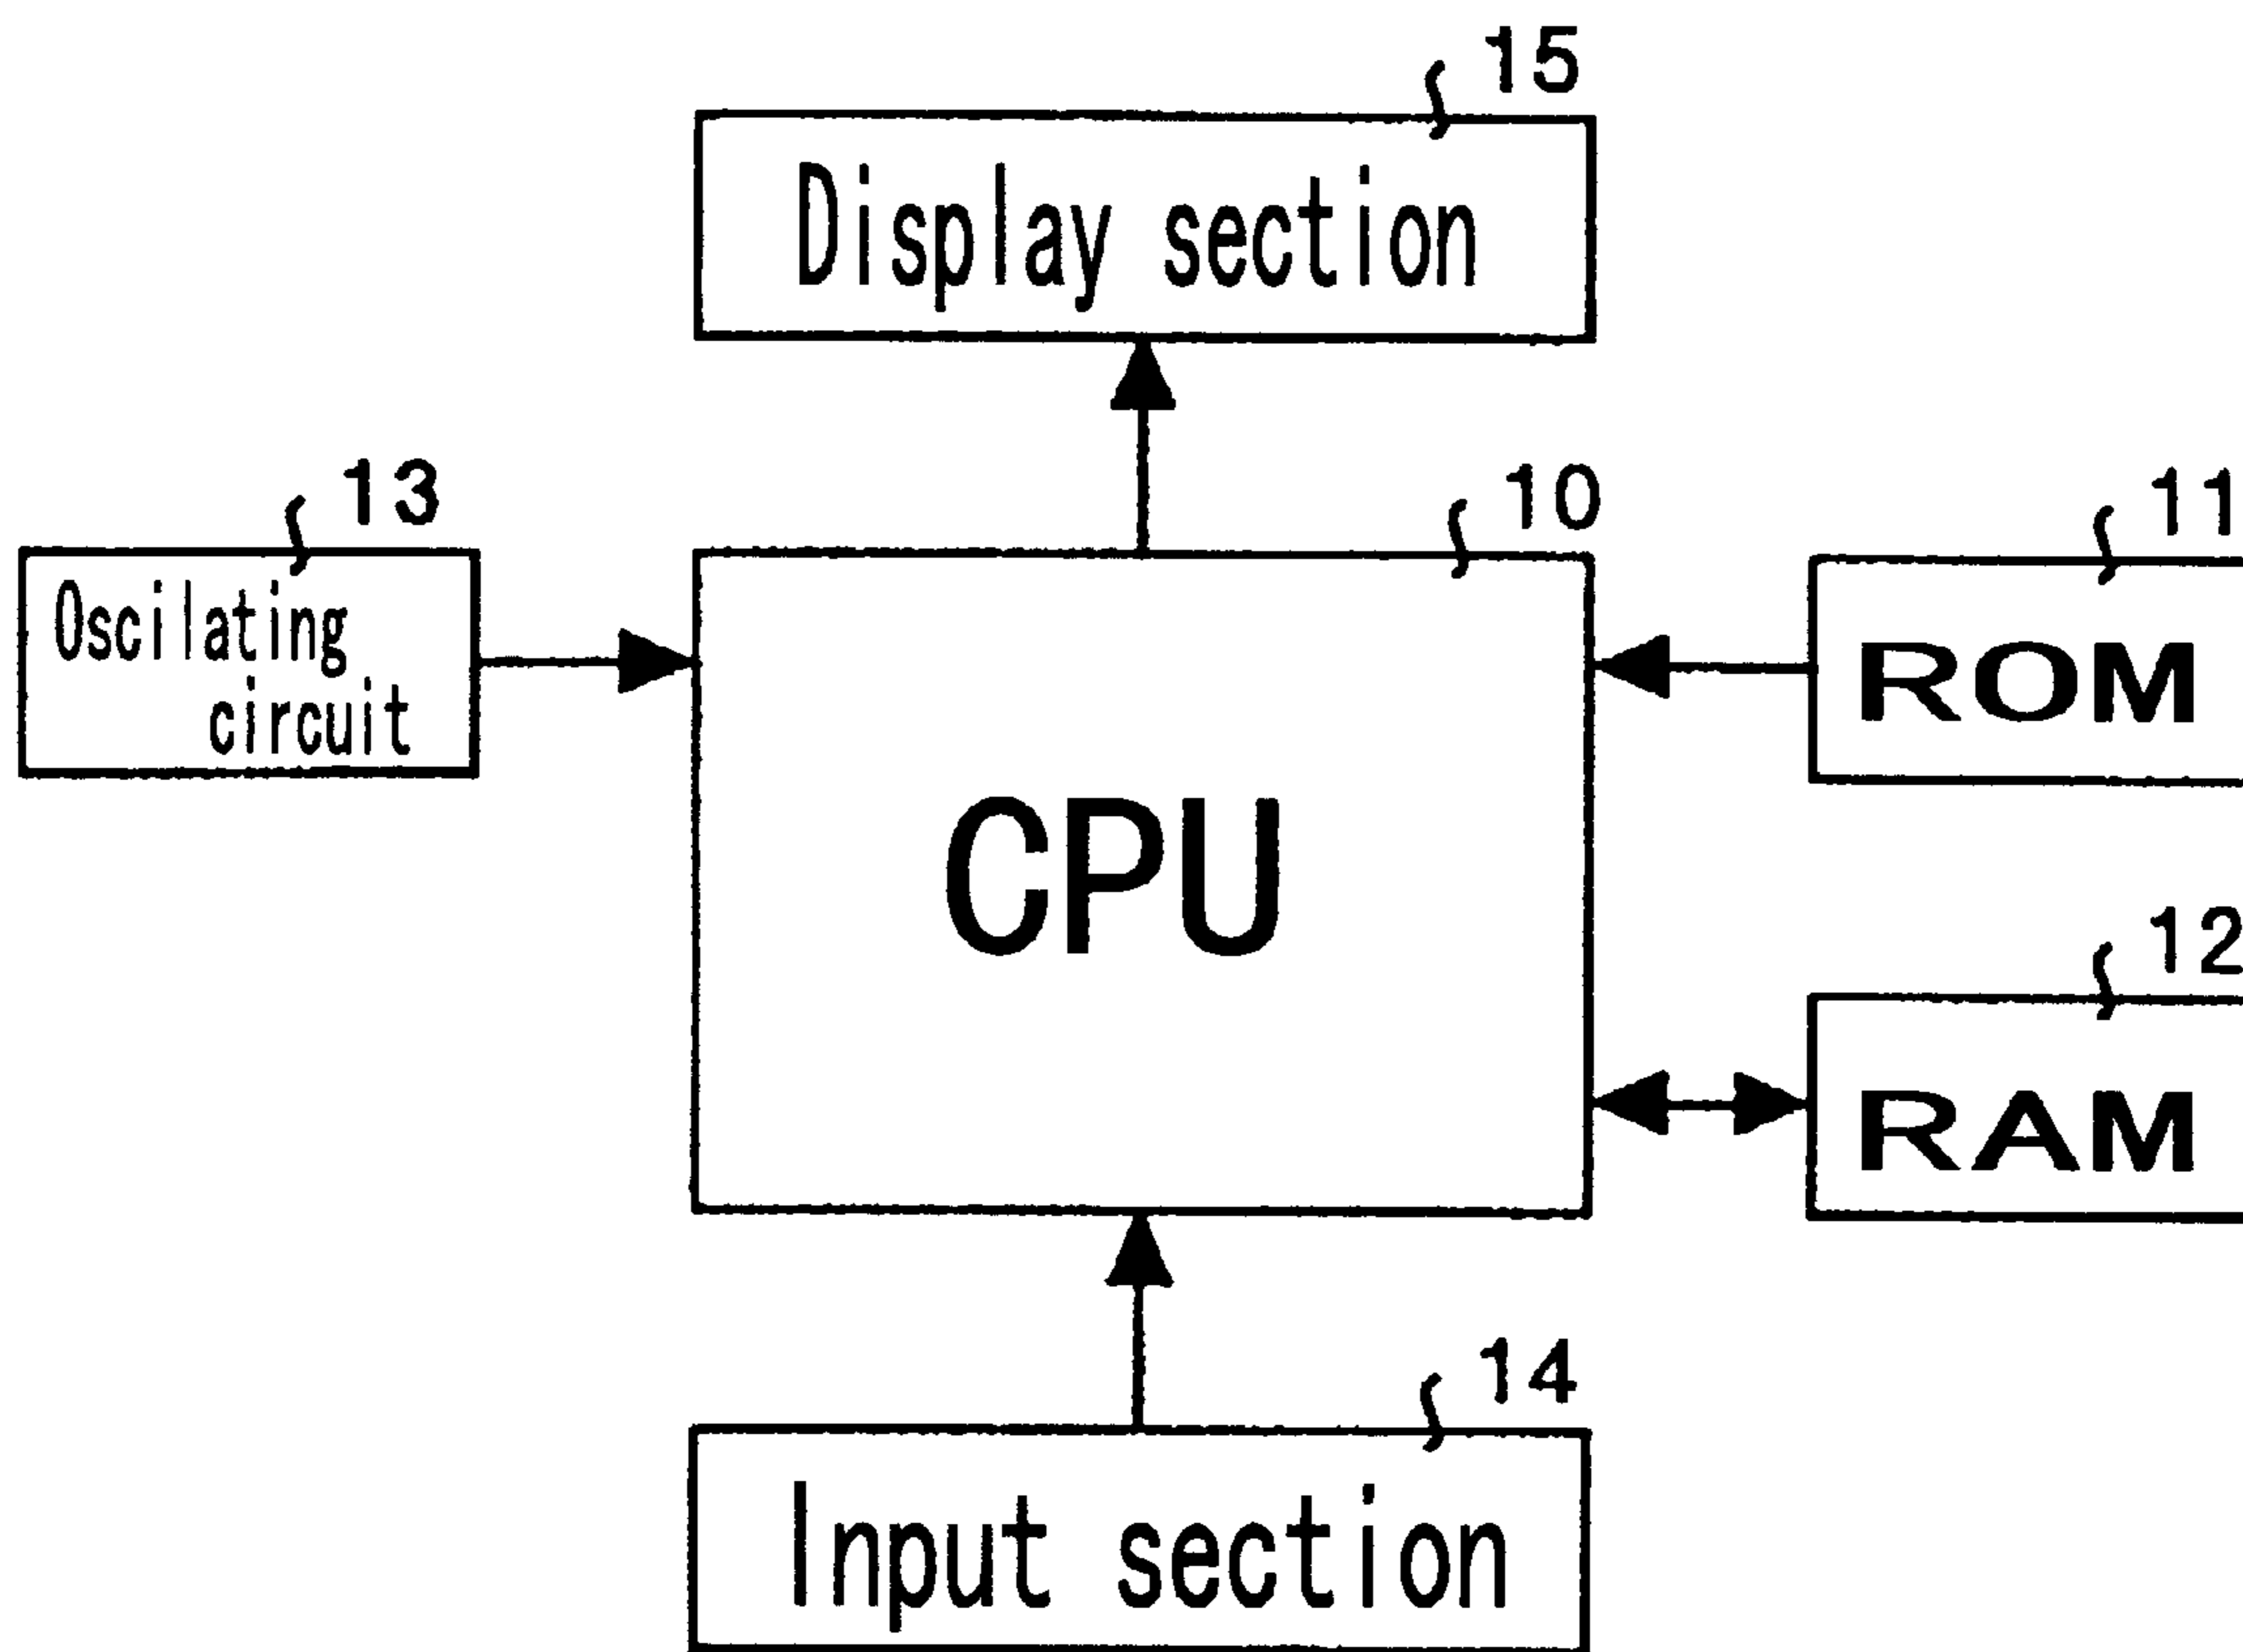 15
Display section
13
10
11
Oscilating
circuit
ROM
CPU
12
RAM
14
Input section